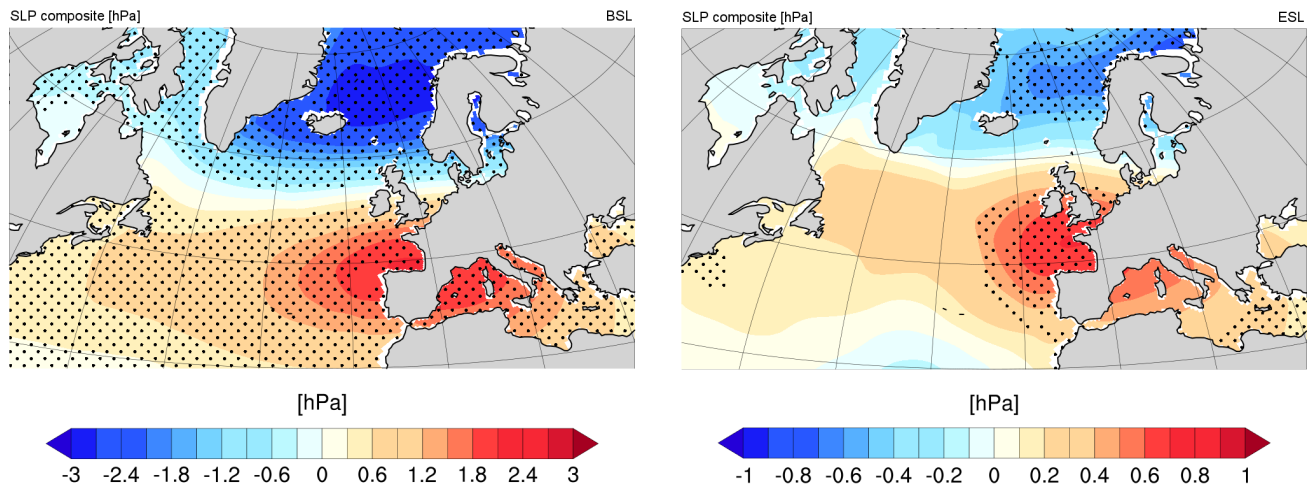 SLP composite [hPa] BSL
SLP composite [hPa] ESL
[hPa]
-3 -2.4 -1.8 -1.2 -0.6 0 0.6 1.2 1.8 2.4 3
[hPa]
-1 -0.8 -0.6 -0.4 -0.2 0 0.2 0.4 0.6 0.8 1